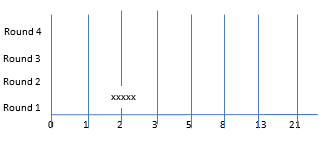 Round 4
Round 3
Round 2
xxxxx
Round 1
0 1 2 3 5 8 13 21